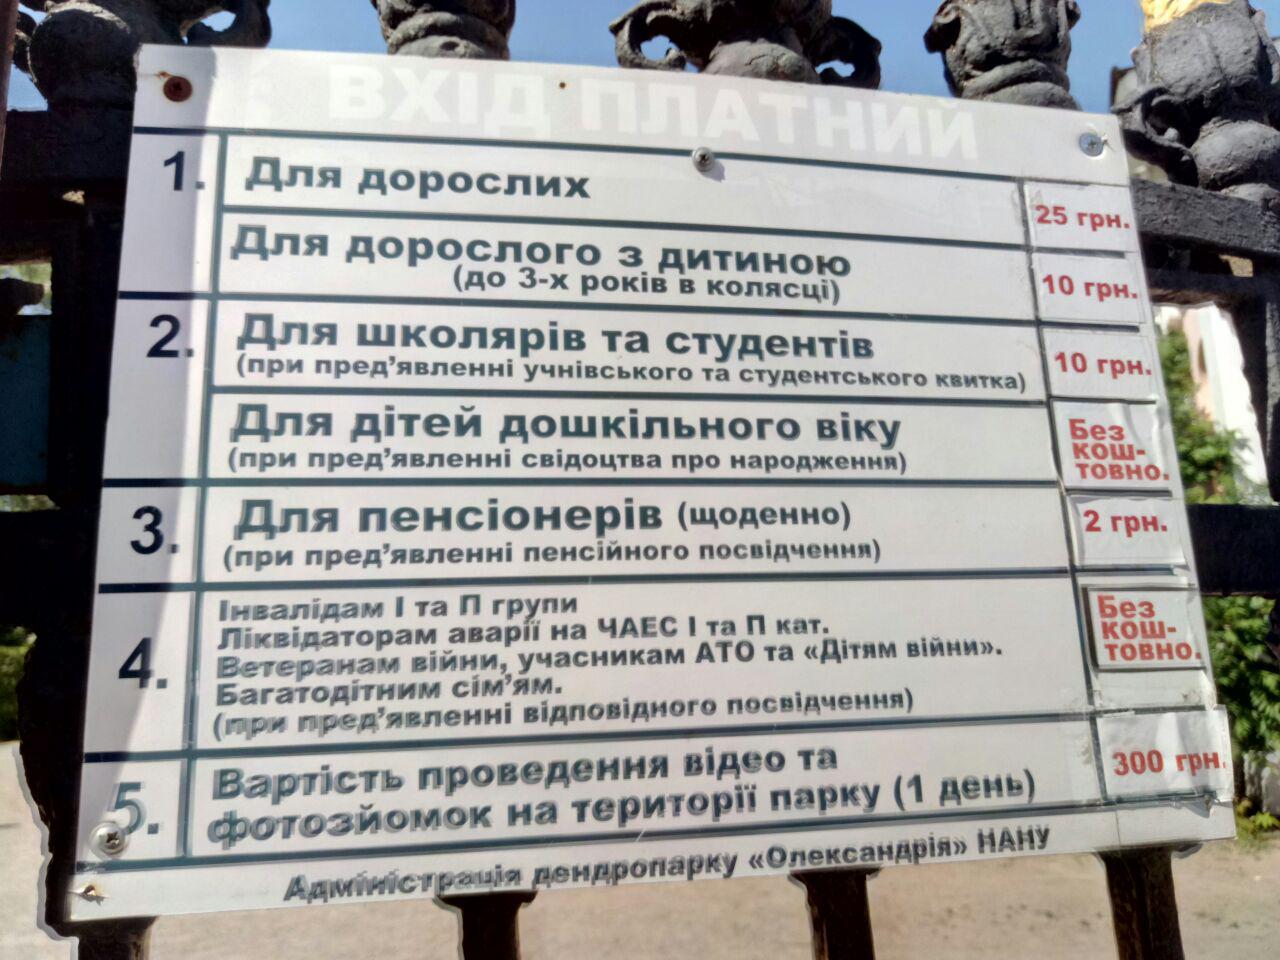 ВХІД ПЛАТНИЙ
1. Для дорослих 25 грн.
Для дорослого з дитиною
(до 3-х років в колясці) 10 грн.
2. Для школярів та студентів
(при пред’явленні учнівського та студентського квитка) 10 грн.
Для дітей дошкільного віку
(при пред’явленні свідоцтва про народження)
Без
кош-
товно.
3. Для пенсіонерів (щоденно) 2 грн.
(при пред’явленні пенсійного посвідчення)
4. Інвалідам І та П групи
Ліквідаторам аварії на ЧАЕС І та П кат.
Ветеранам війни, учасникам АТО та «Дітям війни».
Багатодітним сім’ям.
(при пред’явленні відповідного посвідчення)
Без
кош-
товно.
5. Вартість проведення відео та
фотозйомок на території парку (1 день) 300 грн.
Адміністрація дендропарку «Олександрія» НАНУ